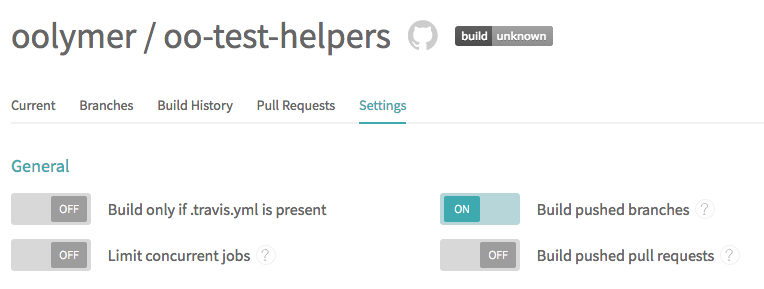 oolymer / oo-test-helpers build unknown
Current Branches Build History Pull Requests Settings
General
OFF Build only if .travis.yml is present ON Build pushed branches ?
OFF Limit concurrent jobs ? OFF Build pushed pull requests ?